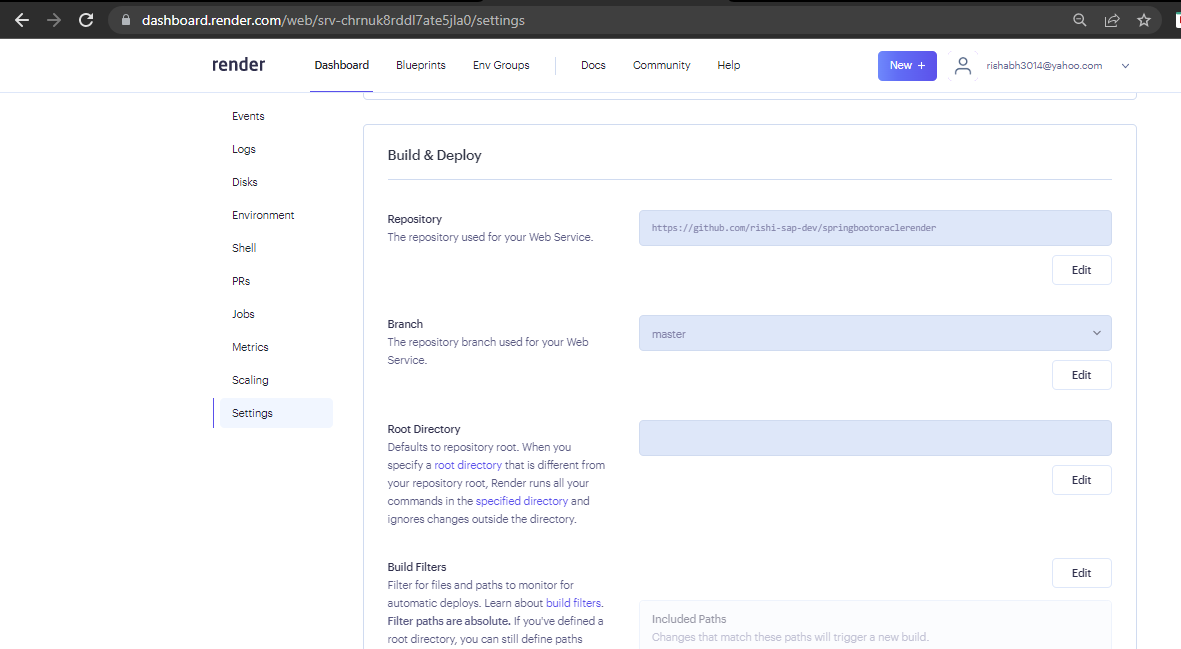 dashboard.render.com/web/srv-chrnuk8rddl7ate5jla0/settings
render Dashboard Blueprints Env Groups Docs Community Help New + rishabh3014@yahoo.com
Events
Logs
Disks
Environment
Shell
PRs
Jobs
Metrics
Scaling
Settings
Build & Deploy
Repository
The repository used for your Web Service.
https://github.com/rishi-sap-dev/springbootoraclerender
Edit
Branch
The repository branch used for your Web
Service.
master
Edit
Root Directory
Defaults to repository root. When you
specify a root directory that is different from
your repository root, Render runs all your
commands in the specified directory and
ignores changes outside the directory.
Edit
Build Filters
Filter for files and paths to monitor for
automatic deploys. Learn about build filters.
Filter paths are absolute. If you've defined a
root directory, you can still define paths
Edit
Included Paths
Changes that match these paths will trigger a new build.